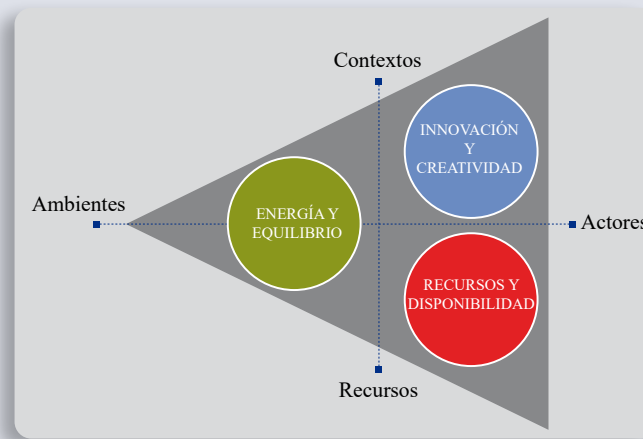 Contextos
INNOVACIÓN
Y
CREATIVIDAD
Ambientes
ENERGÍA Y
EQUILIBRIO
Actores
RECURSOS Y
DISPONIBILIDAD
Recursos